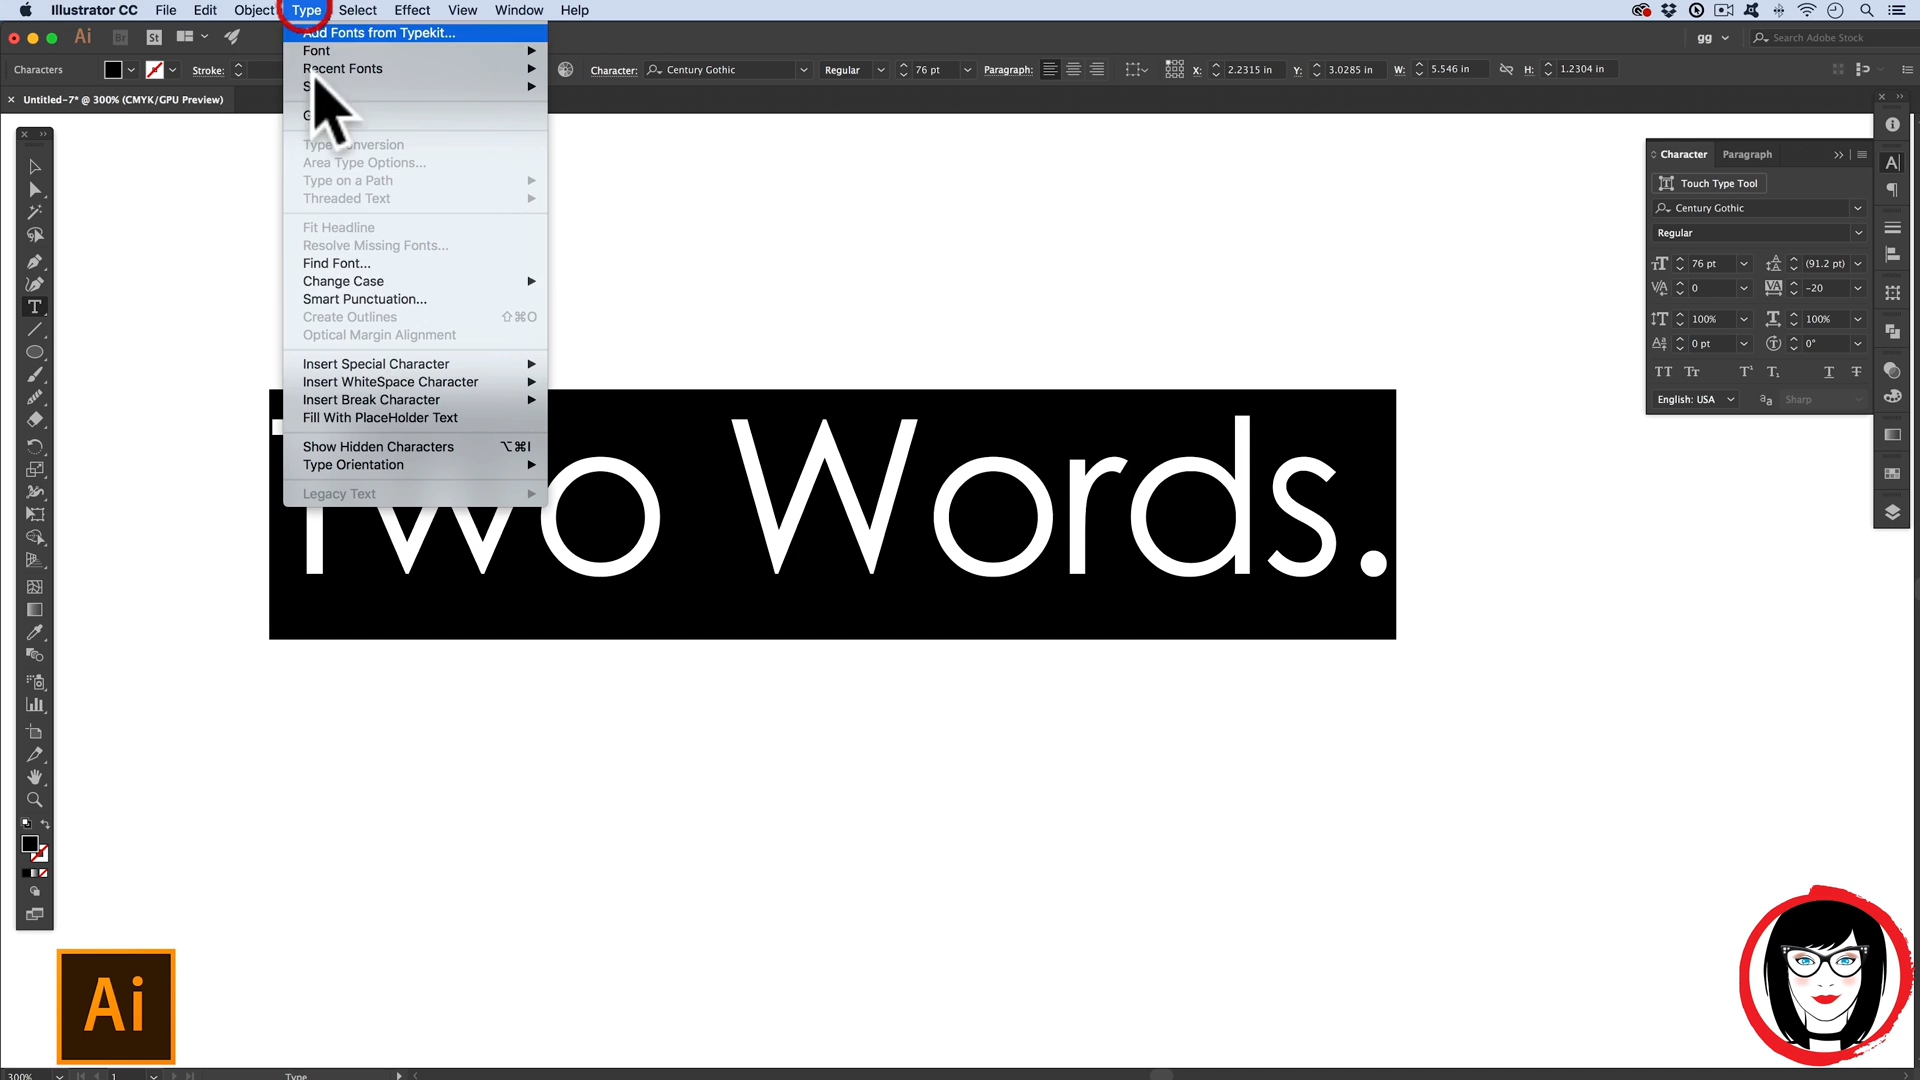 Illustrator CC File Edit Object Type Select Effect View Window Help
Ai Br St gg Search Adobe Stock
Characters Stroke: Character: Century Gothic Regular 76 pt Paragraph: X: 2.2315 in Y: 3.0285 in W: 5.546 in H: 1.2304 in
Untitled-7* @ 300% (CMYK/GPU Preview)
Add Fonts from Typekit...
Font
Recent Fonts
Type Conversion
Area Type Options...
Type on a Path
Threaded Text
Fit Headline
Resolve Missing Fonts...
Find Font...
Change Case
Smart Punctuation...
Create Outlines ⇧⌘O
Optical Margin Alignment
Insert Special Character
Insert WhiteSpace Character
Insert Break Character
Fill With PlaceHolder Text
Show Hidden Characters ⌥⌘I
Type Orientation
Legacy Text
Two Words.
Character Paragraph
Touch Type Tool
Century Gothic
Regular
76 pt (91.2 pt)
0 -20
100% 100%
0 pt 0°
English: USA Sharp
Ai
300% 1 Type